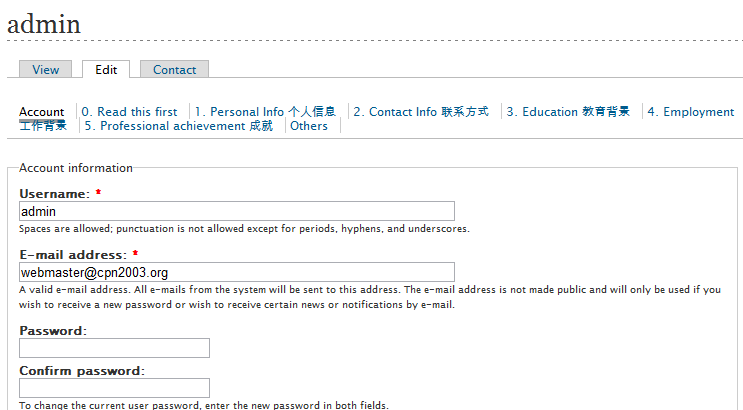 admin
View Edit Contact
Account 0. Read this first 1. Personal Info 个人信息 2. Contact Info 联系方式 3. Education 教育背景 4. Employment
工作背景 5. Professional achievement 成就 Others
Account information
Username: *
admin
Spaces are allowed; punctuation is not allowed except for periods, hyphens, and underscores.
E-mail address: *
webmaster@cpn2003.org
A valid e-mail address. All e-mails from the system will be sent to this address. The e-mail address is not made public and will only be used if you
wish to receive a new password or wish to receive certain news or notifications by e-mail.
Password:
Confirm password:
To change the current user password, enter the new password in both fields.